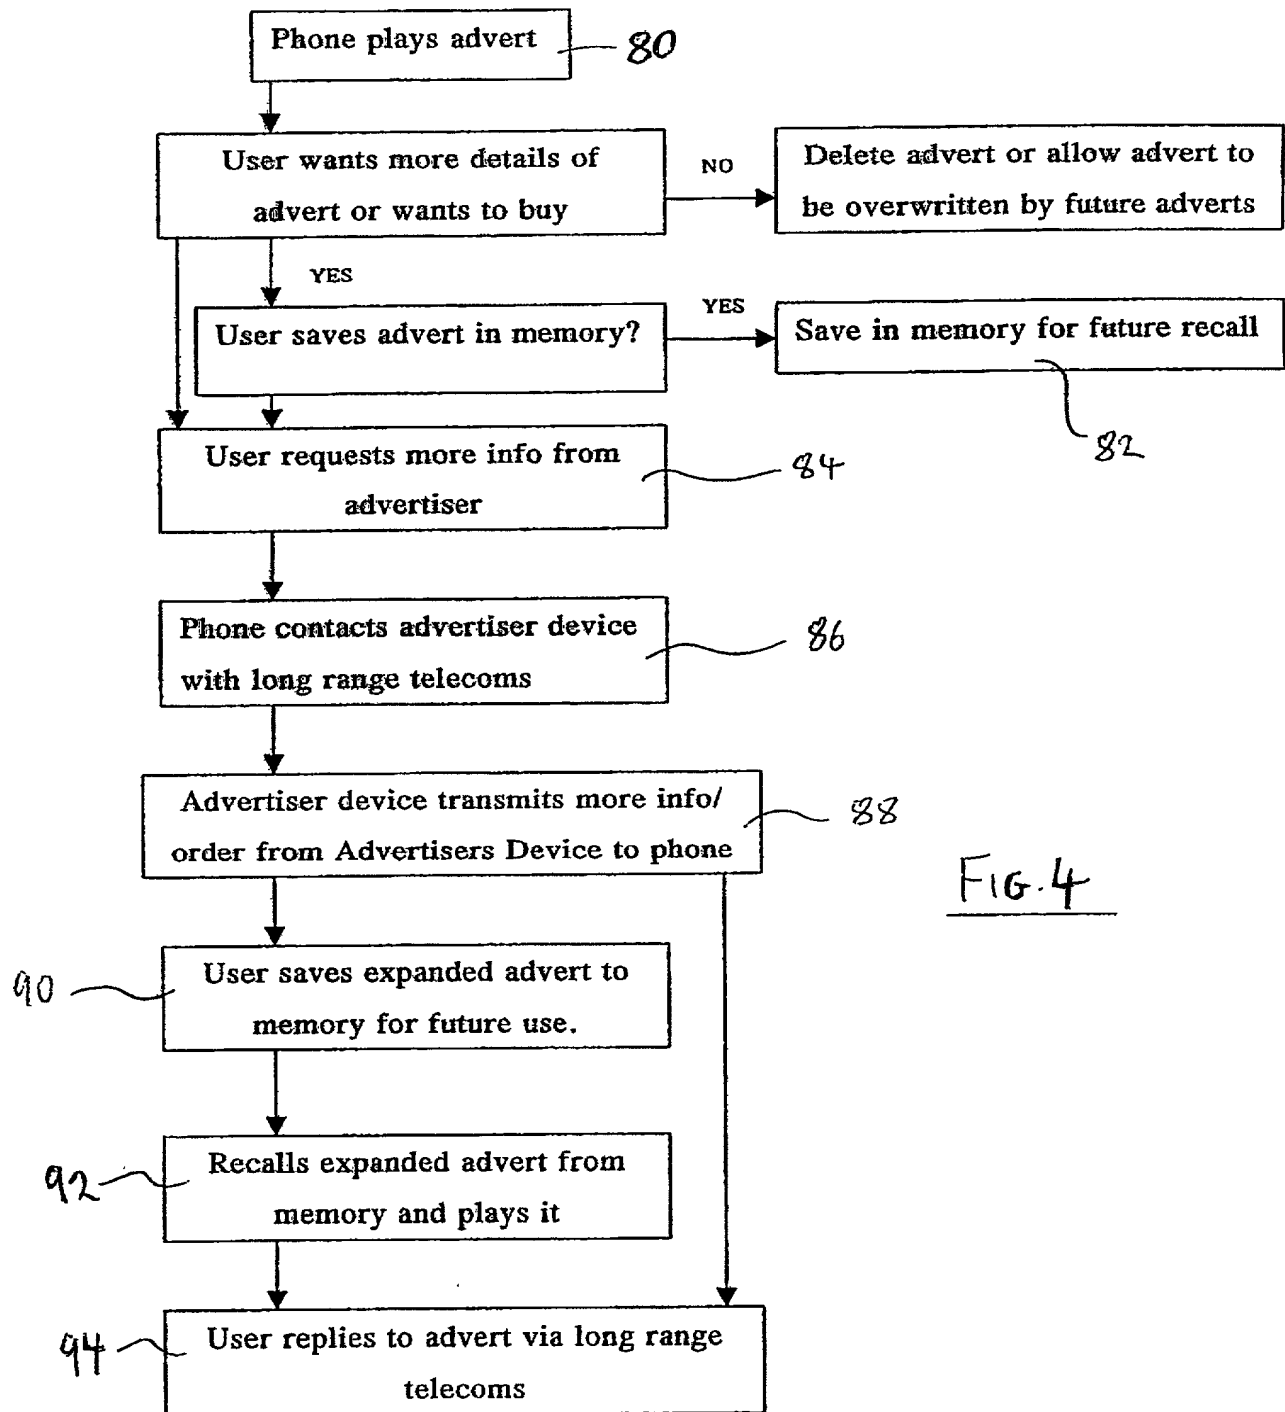 Phone plays advert
80
User wants more details of
advert or wants to buy
NO
Delete advert or allow advert to
be overwritten by future adverts
YES
User saves advert in memory?
YES
Save in memory for future recall
82
User requests more info from
advertiser
84
Phone contacts advertiser device
with long range telecoms
86
Advertiser device transmits more info/
order from Advertisers Device to phone
88
FIG. 4
90
User saves expanded advert to
memory for future use.
92
Recalls expanded advert from
memory and plays it
94
User replies to advert via long range
telecoms